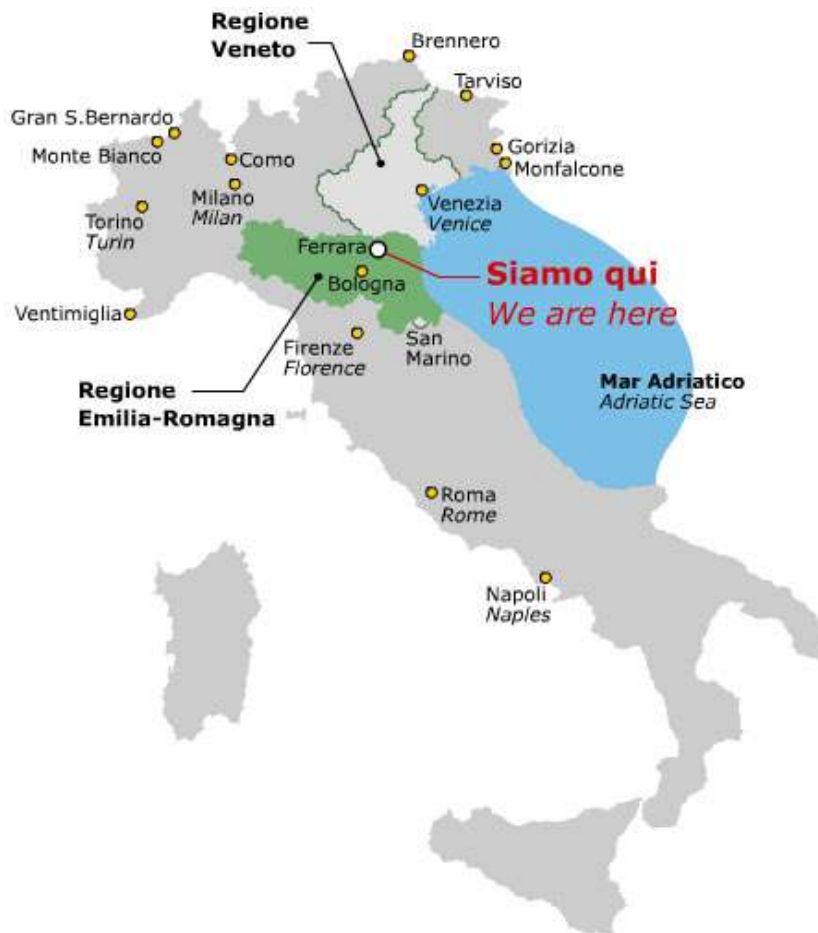 Regione
Veneto
Brennero
Tarviso
Gran S.Bernardo
Monte Bianco
Como
Gorizia
Monfalcone
Milano
Milan
Torino
Turin
Venezia
Venice
Ferrara
Siamo qui
We are here
Bologna
Ventimiglia
Firenze
Florence
San
Marino
Regione
Emilia-Romagna
Mar Adriatico
Adriatic Sea
Roma
Rome
Napoli
Naples